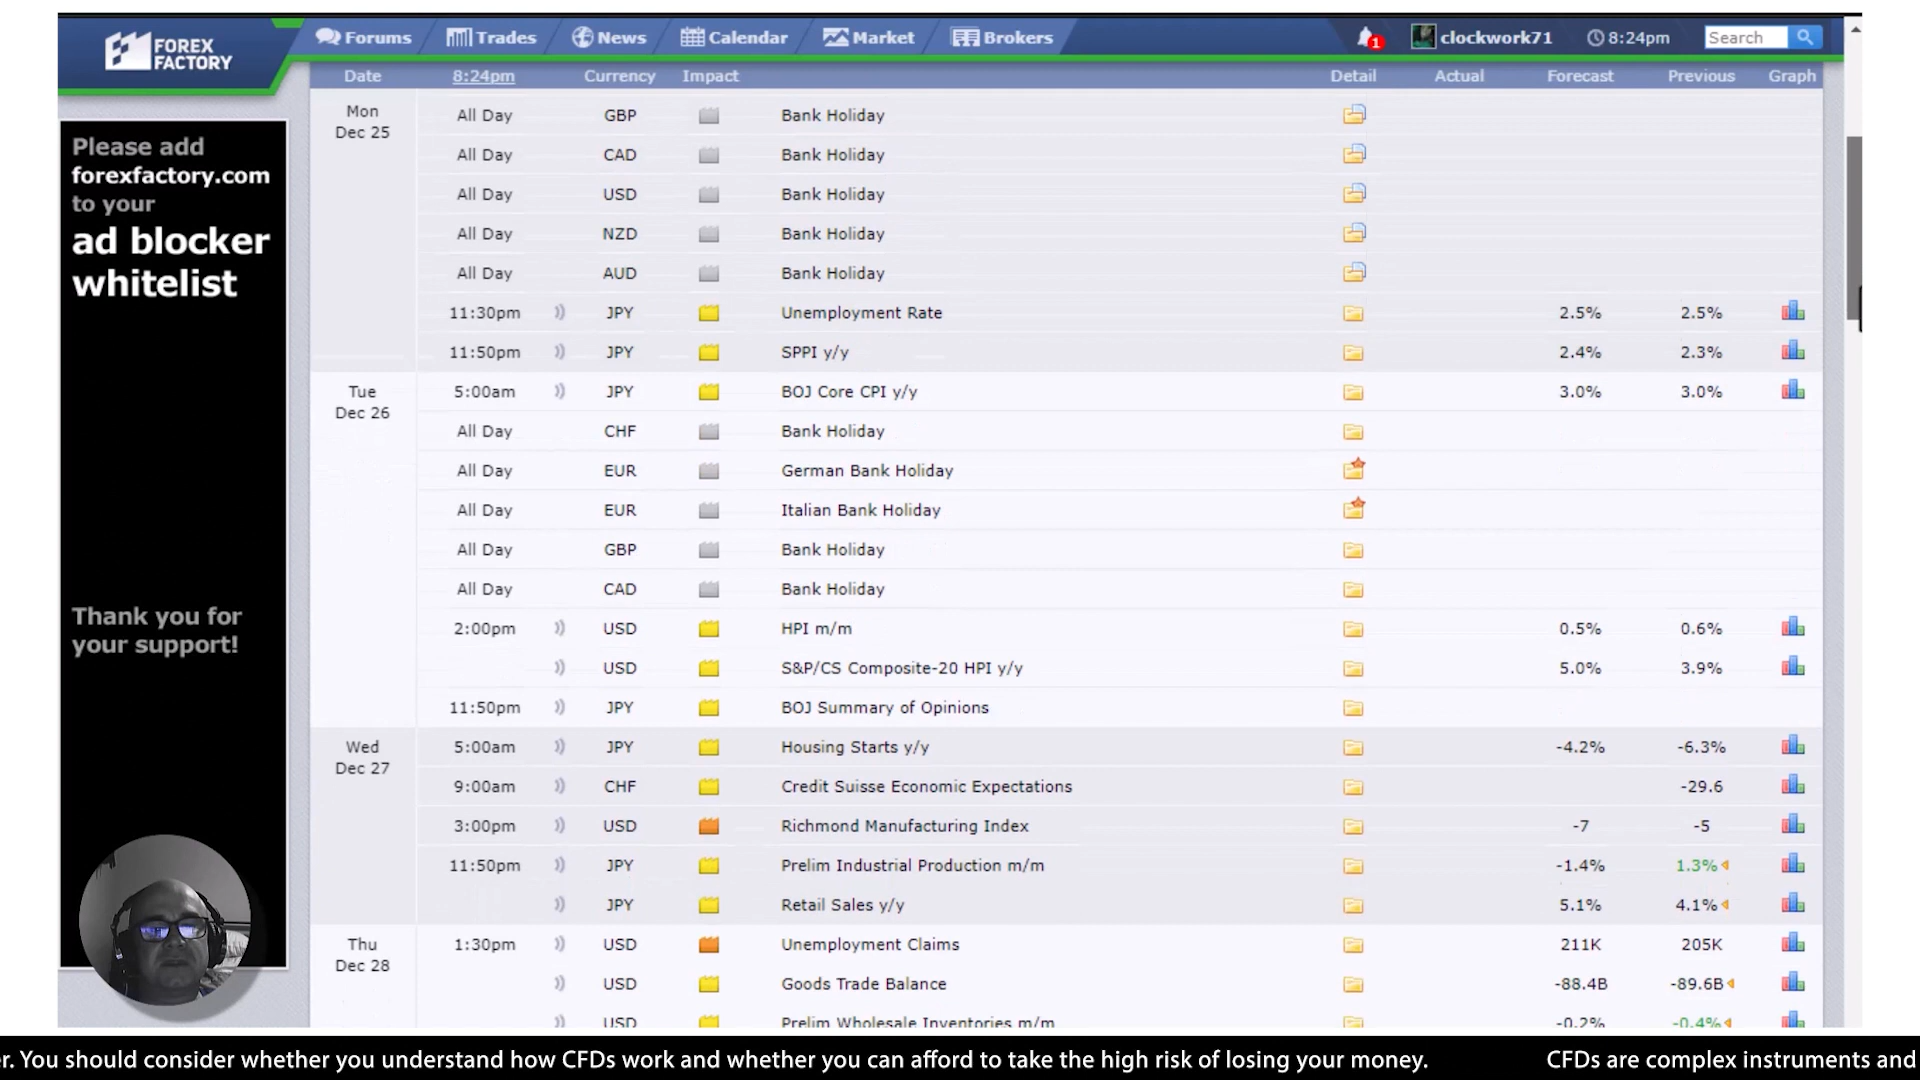 FOREX FACTORY
Forums Trades News Calendar Market Brokers 1 clockwork71 8:24pm Search
Date 8:24pm Currency Impact Detail Actual Forecast Previous Graph
Mon Dec 25
All Day GBP Bank Holiday
All Day CAD Bank Holiday
All Day USD Bank Holiday
All Day NZD Bank Holiday
All Day AUD Bank Holiday
11:30pm JPY Unemployment Rate 2.5% 2.5%
11:50pm JPY SPPI y/y 2.4% 2.3%
Tue Dec 26
5:00am JPY BOJ Core CPI y/y 3.0% 3.0%
All Day CHF Bank Holiday
All Day EUR German Bank Holiday
All Day EUR Italian Bank Holiday
All Day GBP Bank Holiday
All Day CAD Bank Holiday
2:00pm USD HPI m/m 0.5% 0.6%
USD S&P/CS Composite-20 HPI y/y 5.0% 3.9%
11:50pm JPY BOJ Summary of Opinions
Wed Dec 27
5:00am JPY Housing Starts y/y -4.2% -6.3%
9:00am CHF Credit Suisse Economic Expectations -29.6
3:00pm USD Richmond Manufacturing Index -7 -5
11:50pm JPY Prelim Industrial Production m/m -1.4% 1.3%
JPY Retail Sales y/y 5.1% 4.1%
Thu Dec 28
1:30pm USD Unemployment Claims 211K 205K
USD Goods Trade Balance -88.4B -89.6B
USD Prelim Wholesale Inventories m/m -0.2% -0.4%
Please add
forexfactory.com
to your
ad blocker
whitelist
Thank you for
your support!
r. You should consider whether you understand how CFDs work and whether you can afford to take the high risk of losing your money. CFDs are complex instruments and